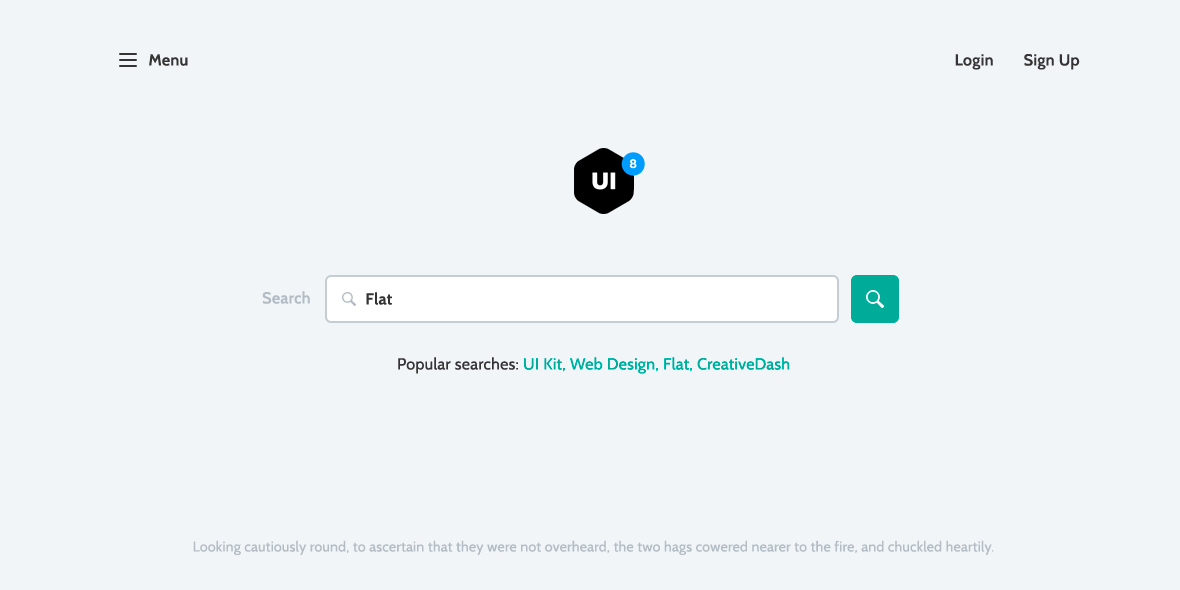 Menu
Login
Sign Up
UI
8
Search
Flat
Popular searches: UI Kit, Web Design, Flat, CreativeDash
Looking cautiously round, to ascertain that they were not overheard, the two hags cowered nearer to the fire, and chuckled heartily.